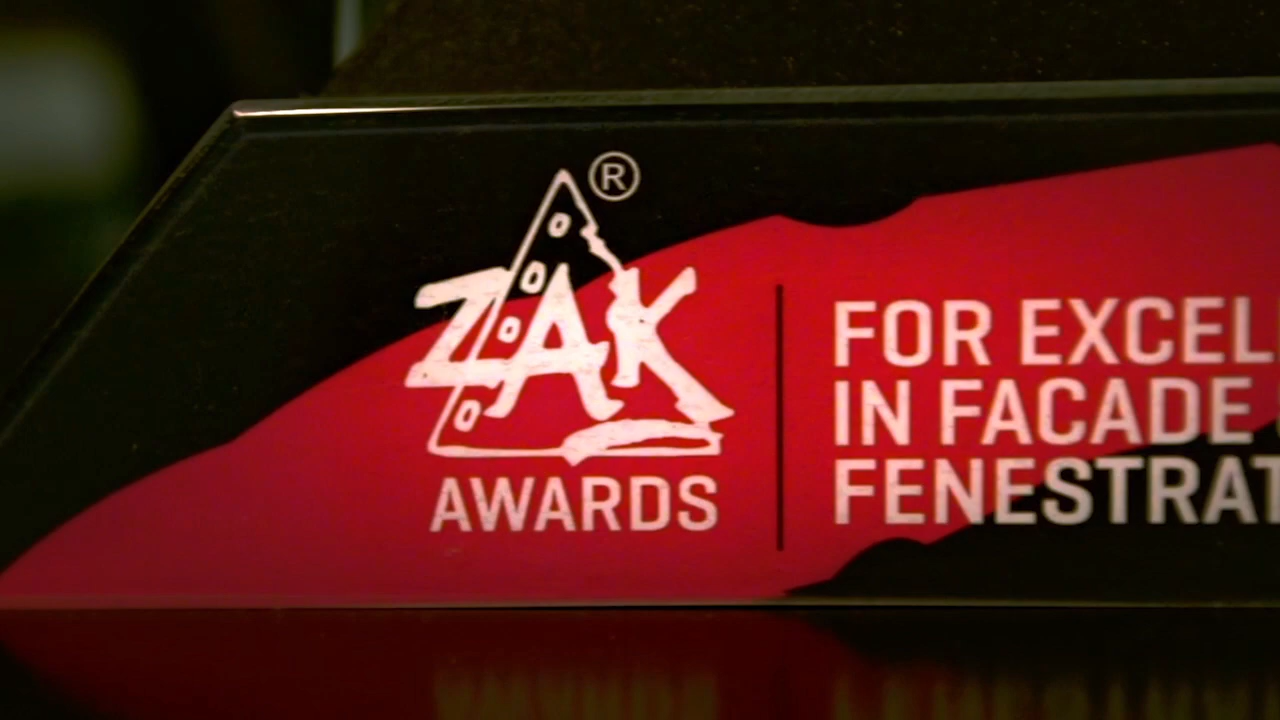 ®
ZAK
AWARDS
FOR EXCEL
IN FACADE
FENESTRAT